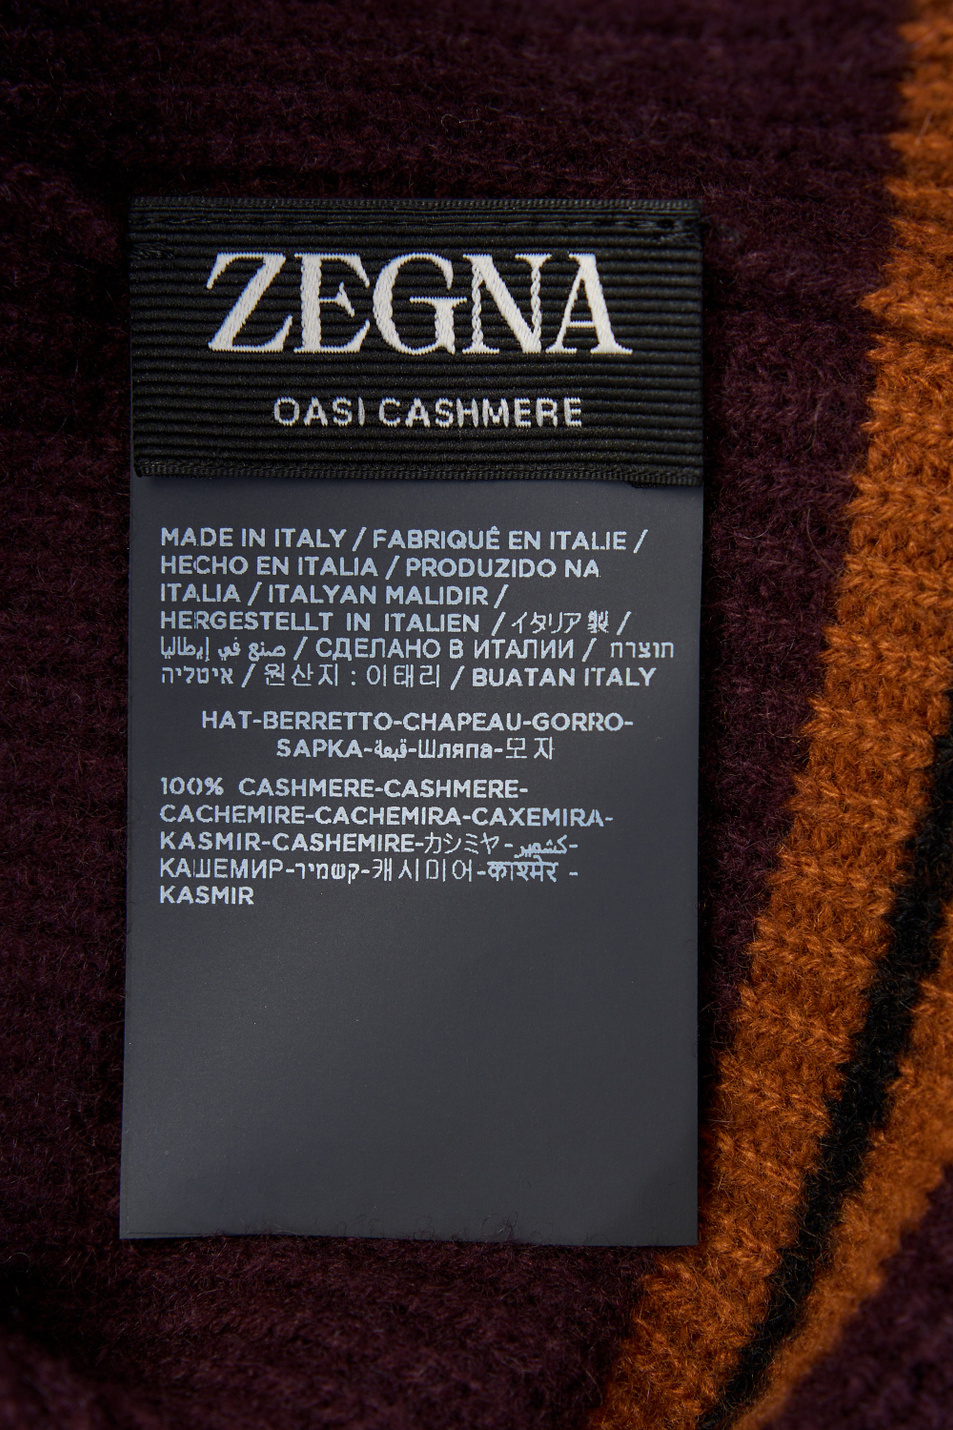 ZEGNA
OASI CASHMERE
MADE IN ITALY / FABRIQUÉ EN ITALIE /
HECHO EN ITALIA / PRODUZIDO NA
ITALIA / ITALYAN MALIDIR /
HERGESTELLT IN ITALIEN / イタリア製 /
صنع في إيطاليا / СДЕЛАНО В ИТАЛИИ / תוצרת
איטליה / 원산지 : 이태리 / BUATAN ITALY
HAT-BERRETTO-CHAPEAU-GORRO-
SAPKA-قبعة-Шляпа-모자
100% CASHMERE-CASHMERE-
CACHEMIRE-CACHEMIRA-CAXEMIRA-
KASMIR-CASHEMIRE-カシミヤ-كشمير-
КАШЕМИР-קשמיר-캐시미어-काश्मेरे -
KASMIR